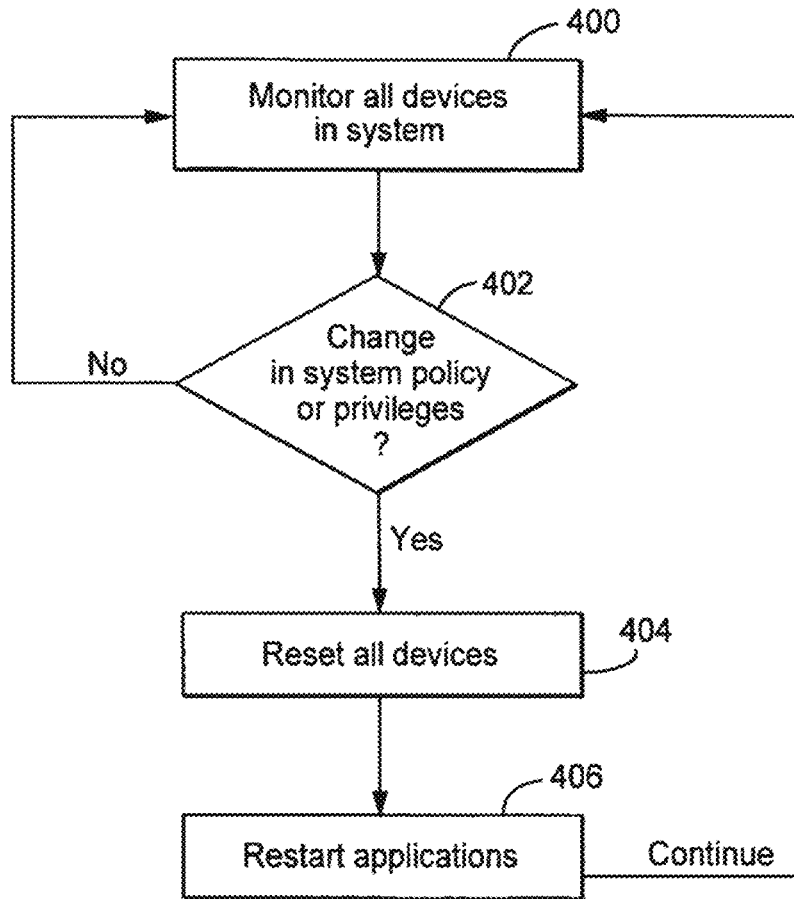 400
Monitor all devices
in system
402
Change
in system policy
or privileges
?
No
Yes
Reset all devices
404
406
Restart applications
Continue